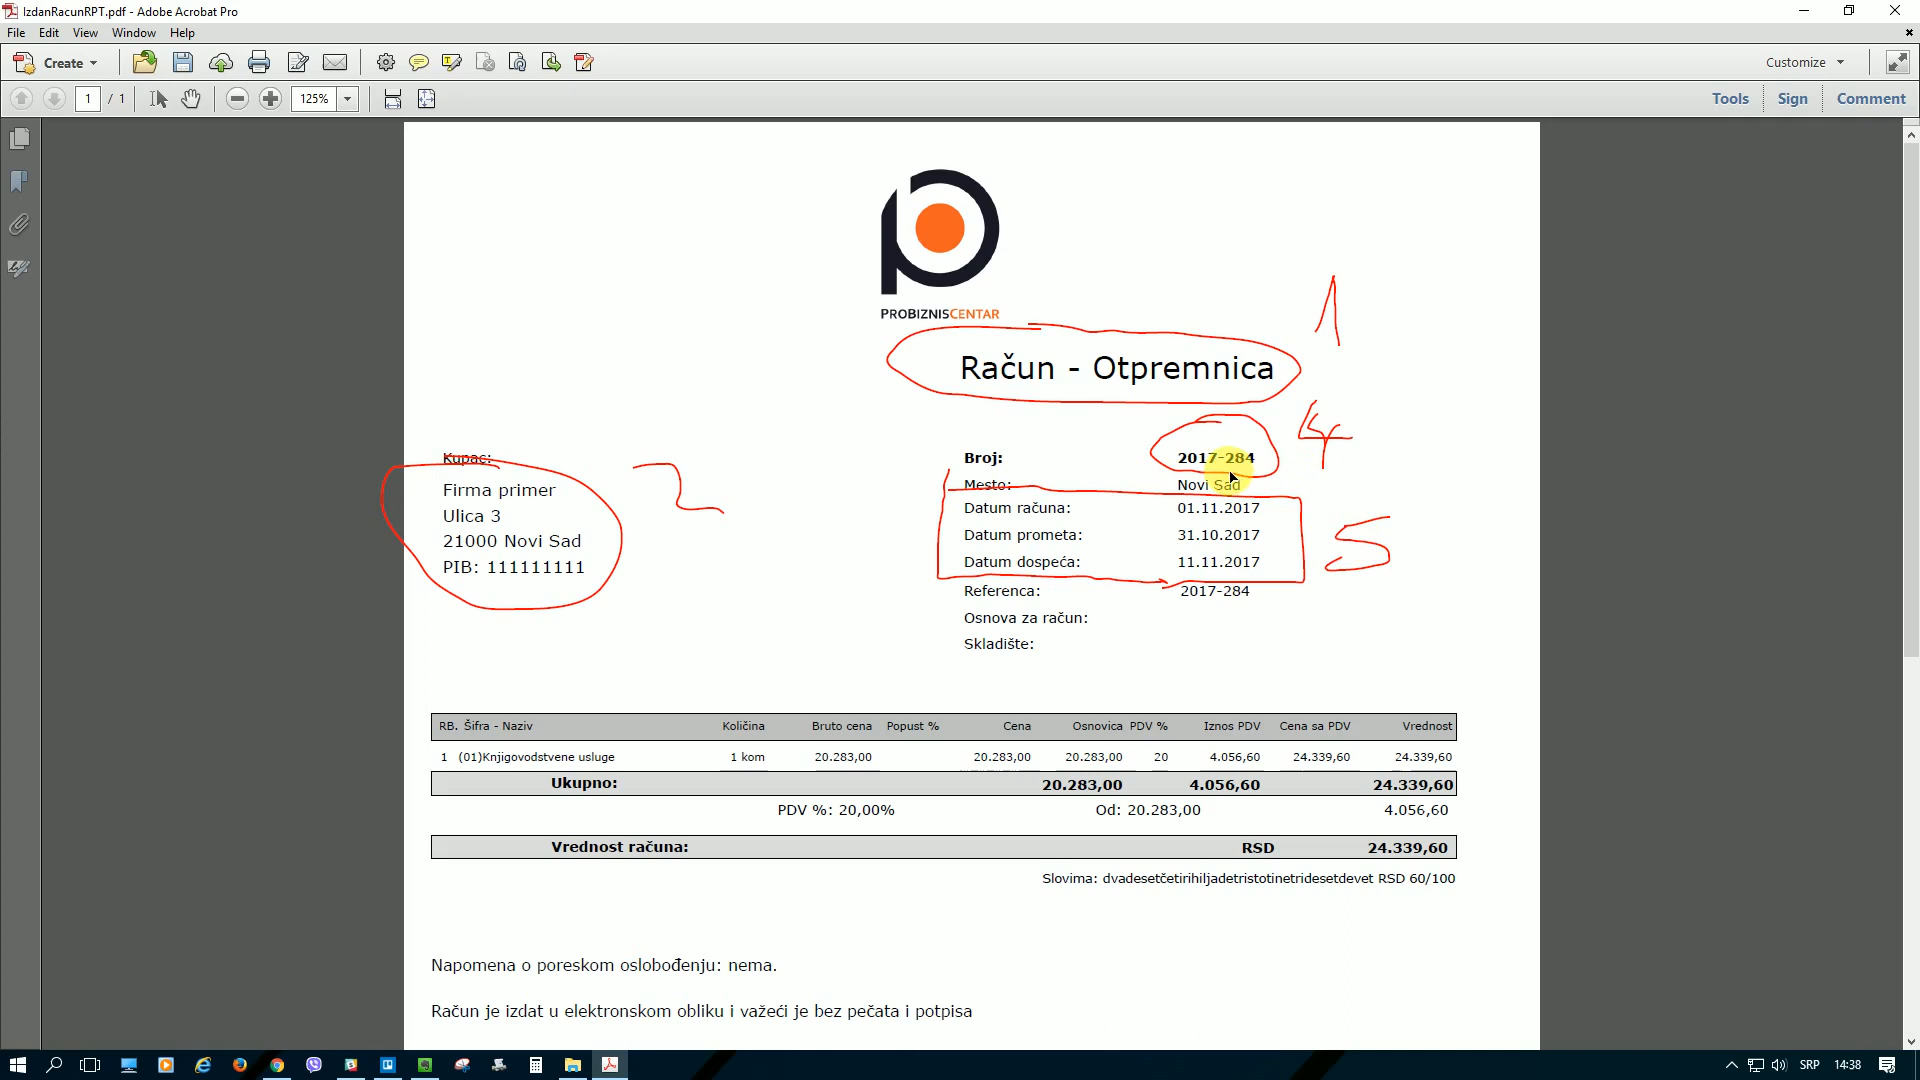 IzdanRacunRPT.pdf - Adobe Acrobat Pro
File Edit View Window Help
Create Customize
1 / 1 125% Tools Sign Comment
PROBIZNISCENTAR
1
Račun - Otpremnica
4
Kupac:
Firma primer
Ulica 3
21000 Novi Sad
PIB: 111111111
2
Broj: 2017-284
Mesto: Novi Sad
Datum računa: 01.11.2017
Datum prometa: 31.10.2017
Datum dospeća: 11.11.2017
5
Referenca: 2017-284
Osnova za račun:
Skladište:
RB. Šifra - Naziv Količina Bruto cena Popust % Cena Osnovica PDV % Iznos PDV Cena sa PDV Vrednost
1 (01)Knjigovodstvene usluge 1 kom 20.283,00 20.283,00 20.283,00 20 4.056,60 24.339,60 24.339,60
Ukupno: 20.283,00 4.056,60 24.339,60
PDV %: 20,00% Od: 20.283,00 4.056,60
Vrednost računa: RSD 24.339,60
Slovima: dvadesetčetirihiljadetristotinetridesetdevet RSD 60/100
Napomena o poreskom oslobođenju: nema.
Račun je izdat u elektronskom obliku i važeći je bez pečata i potpisa
SRP 14:38